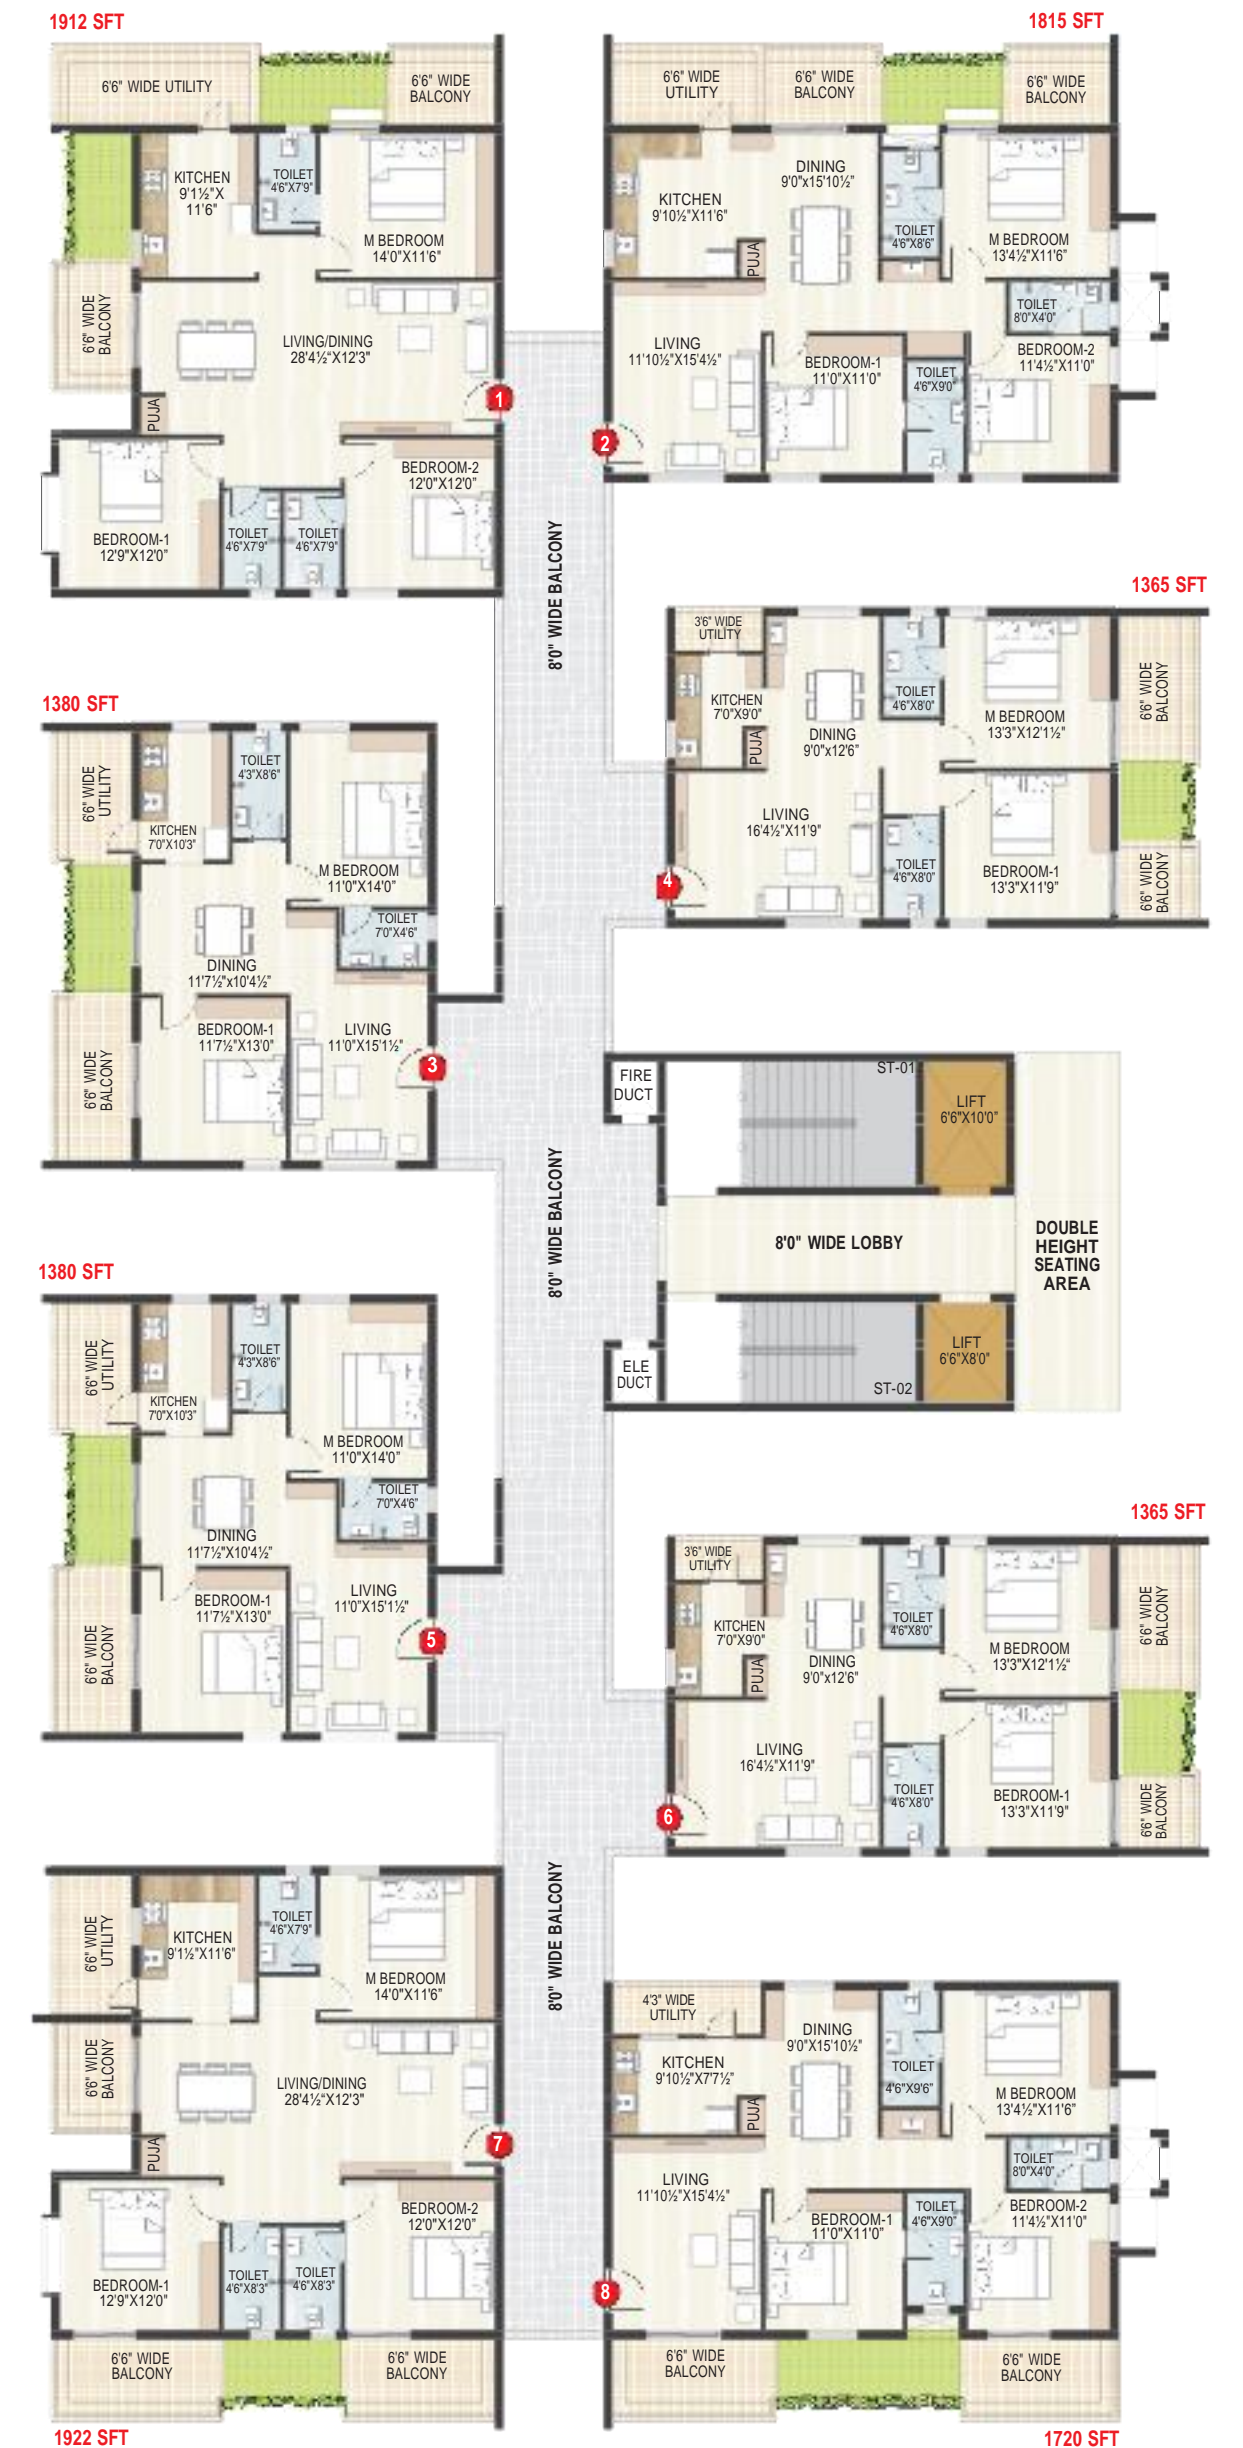 1912 SFT
6'6" WIDE UTILITY
6'6" WIDE
BALCONY
KITCHEN
9'1½"X
11'6"
TOILET
4'6"X7'9"
M BEDROOM
14'0"X11'6"
6'6" WIDE
BALCONY
LIVING/DINING
28'4½"X12'3"
PUJA
1
BEDROOM-1
12'9"X12'0"
TOILET
4'6"X7'9"
TOILET
4'6"X7'9"
BEDROOM-2
12'0"X12'0"
1815 SFT
6'6" WIDE
UTILITY
6'6" WIDE
BALCONY
6'6" WIDE
BALCONY
KITCHEN
9'10½"X11'6"
PUJA
DINING
9'0"x15'10½"
TOILET
4'6"X8'6"
M BEDROOM
13'4½"X11'6"
TOILET
8'0"X4'0"
LIVING
11'10½"X15'4½"
BEDROOM-1
11'0"X11'0"
TOILET
4'6"X9'0"
BEDROOM-2
11'4½"X11'0"
2
8'0" WIDE BALCONY
1380 SFT
6'6" WIDE
UTILITY
KITCHEN
7'0"X10'3"
TOILET
4'3"X8'6"
M BEDROOM
11'0"X14'0"
TOILET
7'0"X4'6"
DINING
11'7½"x10'4½"
6'6" WIDE
BALCONY
BEDROOM-1
11'7½"X13'0"
LIVING
11'0"X15'1½"
3
1365 SFT
3'6" WIDE
UTILITY
KITCHEN
7'0"X9'0"
PUJA
DINING
9'0"x12'6"
TOILET
4'6"X8'0"
M BEDROOM
13'3"X12'1½"
6'6" WIDE
BALCONY
LIVING
16'4½"X11'9"
TOILET
4'6"X8'0"
BEDROOM-1
13'3"X11'9"
6'6" WIDE
BALCONY
4
FIRE
DUCT
ST-01
LIFT
6'6"X10'0"
8'0" WIDE BALCONY
8'0" WIDE LOBBY
DOUBLE
HEIGHT
SEATING
AREA
ELE
DUCT
ST-02
LIFT
6'6"X8'0"
1380 SFT
6'6" WIDE
UTILITY
KITCHEN
7'0"X10'3"
TOILET
4'3"X8'6"
M BEDROOM
11'0"X14'0"
TOILET
7'0"X4'6"
DINING
11'7½"X10'4½"
6'6" WIDE
BALCONY
BEDROOM-1
11'7½"X13'0"
LIVING
11'0"X15'1½"
5
1365 SFT
3'6" WIDE
UTILITY
KITCHEN
7'0"X9'0"
PUJA
DINING
9'0"x12'6"
TOILET
4'6"X8'0"
M BEDROOM
13'3"X12'1½"
6'6" WIDE
BALCONY
LIVING
16'4½"X11'9"
TOILET
4'6"X8'0"
BEDROOM-1
13'3"X11'9"
6'6" WIDE
BALCONY
6
8'0" WIDE BALCONY
6'6" WIDE
UTILITY
KITCHEN
9'1½"X11'6"
TOILET
4'6"X7'9"
M BEDROOM
14'0"X11'6"
6'6" WIDE
BALCONY
LIVING/DINING
28'4½"X12'3"
PUJA
7
BEDROOM-1
12'9"X12'0"
TOILET
4'6"X8'3"
TOILET
4'6"X8'3"
BEDROOM-2
12'0"X12'0"
6'6" WIDE
BALCONY
6'6" WIDE
BALCONY
1922 SFT
4'3" WIDE
UTILITY
KITCHEN
9'10½"X7'7½"
PUJA
DINING
9'0"X15'10½"
TOILET
4'6"X9'6"
M BEDROOM
13'4½"X11'6"
TOILET
8'0"X4'0"
LIVING
11'10½"X15'4½"
BEDROOM-1
11'0"X11'0"
TOILET
4'6"X9'0"
BEDROOM-2
11'4½"X11'0"
8
6'6" WIDE
BALCONY
6'6" WIDE
BALCONY
1720 SFT